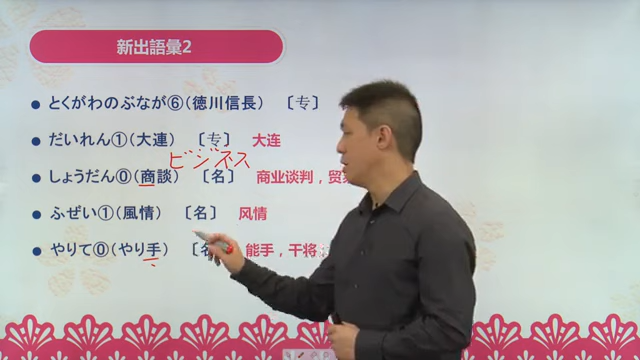 新出語彙2
● とくがわのぶなが⑥(徳川信長) 〔专〕
● だいれん①(大連) 〔专〕 大连
ビジネス
● しょうだん⓪(商談) 〔名〕 商业谈判，贸
● ふぜい①(風情) 〔名〕 风情
● やりて⓪(やり手) 〔名 能手，干将